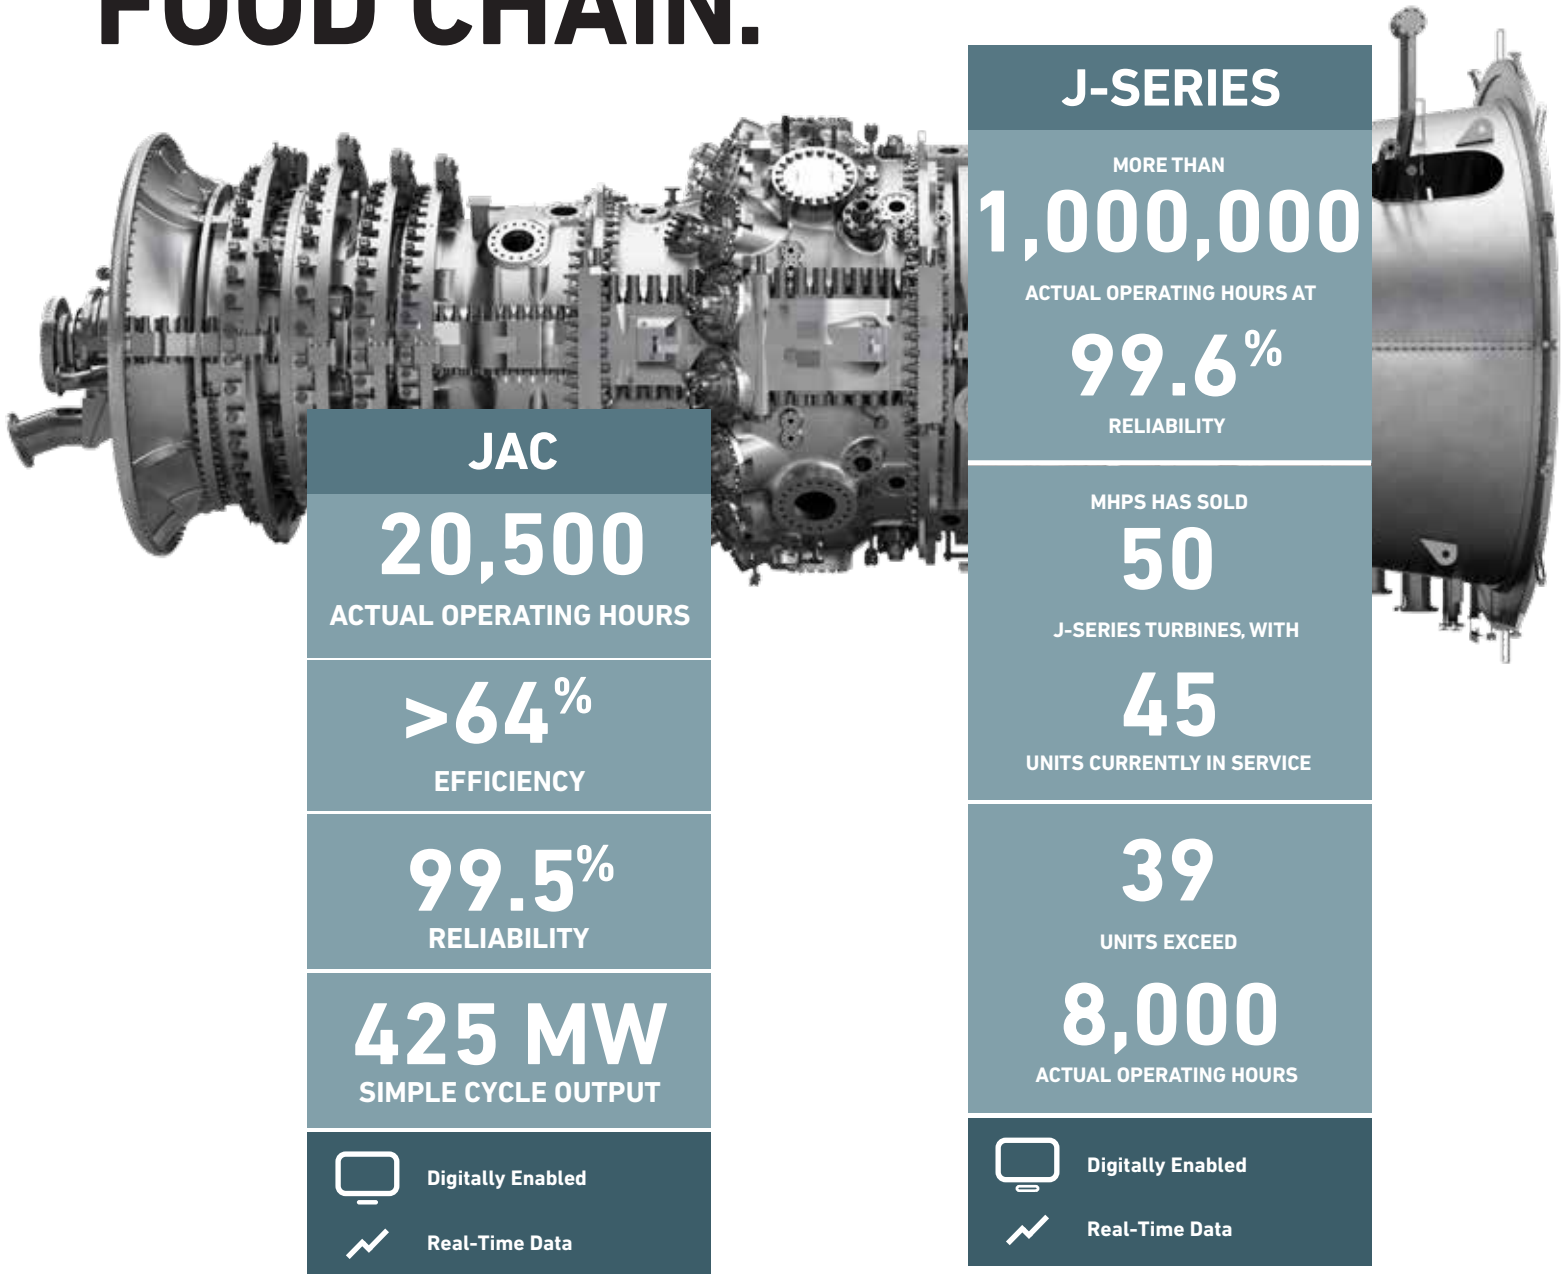 FOOD CHAIN.
JAC
20,500
ACTUAL OPERATING HOURS
>64%
EFFICIENCY
99.5%
RELIABILITY
425 MW
SIMPLE CYCLE OUTPUT
Digitally Enabled
Real-Time Data
J-SERIES
MORE THAN
1,000,000
ACTUAL OPERATING HOURS AT
99.6%
RELIABILITY
MHPS HAS SOLD
50
J-SERIES TURBINES, WITH
45
UNITS CURRENTLY IN SERVICE
39
UNITS EXCEED
8,000
ACTUAL OPERATING HOURS
Digitally Enabled
Real-Time Data